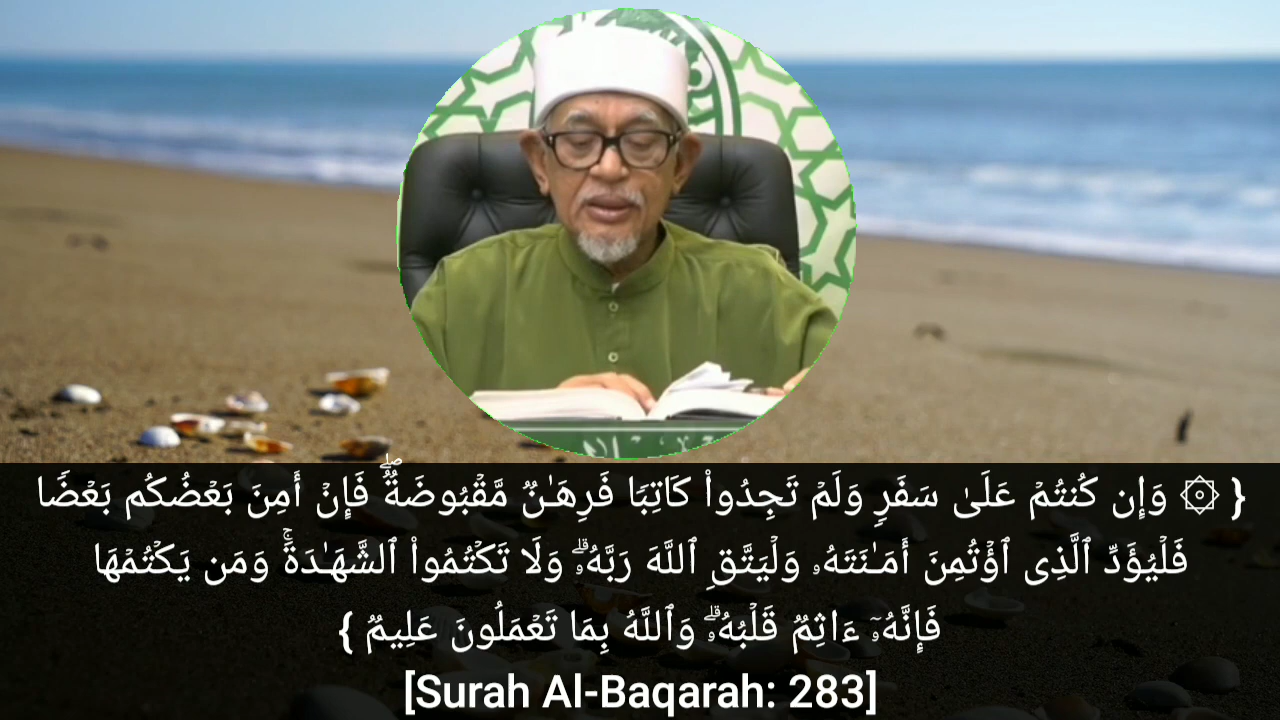 { ۞ وَإِن كُنتُمۡ عَلَىٰ سَفَرٖ وَلَمۡ تَجِدُواْ كَاتِبٗا فَرِهَٰنٞ مَّقۡبُوضَةٞۖ فَإِنۡ أَمِنَ بَعۡضُكُم بَعۡضٗا
فَلۡيُؤَدِّ ٱلَّذِي ٱؤۡتُمِنَ أَمَٰنَتَهُۥ وَلۡيَتَّقِ ٱللَّهَ رَبَّهُۥۗ وَلَا تَكۡتُمُواْ ٱلشَّهَٰدَةَۚ وَمَن يَكۡتُمۡهَا
فَإِنَّهُۥٓ ءَاثِمٞ قَلۡبُهُۥۗ وَٱللَّهُ بِمَا تَعۡمَلُونَ عَلِيمٞ }
[Surah Al-Baqarah: 283]